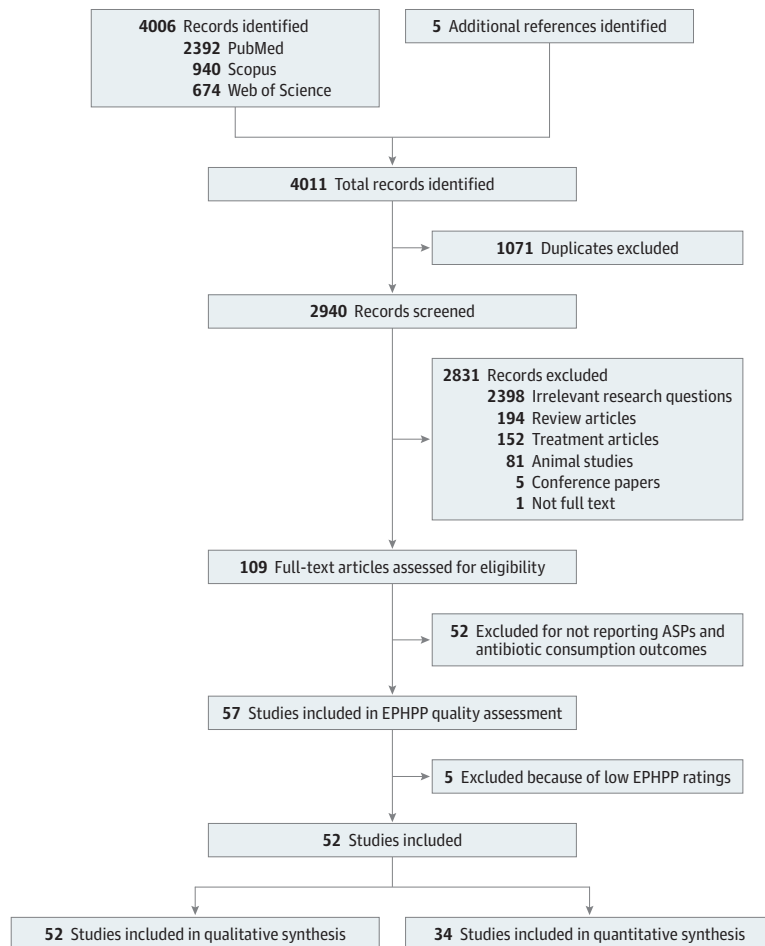 4006 Records identified
2392 PubMed
940 Scopus
674 Web of Science
5 Additional references identified
4011 Total records identified
1071 Duplicates excluded
2940 Records screened
2831 Records excluded
2398 Irrelevant research questions
194 Review articles
152 Treatment articles
81 Animal studies
5 Conference papers
1 Not full text
109 Full-text articles assessed for eligibility
52 Excluded for not reporting ASPs and
antibiotic consumption outcomes
57 Studies included in EPHPP quality assessment
5 Excluded because of low EPHPP ratings
52 Studies included
52 Studies included in qualitative synthesis
34 Studies included in quantitative synthesis